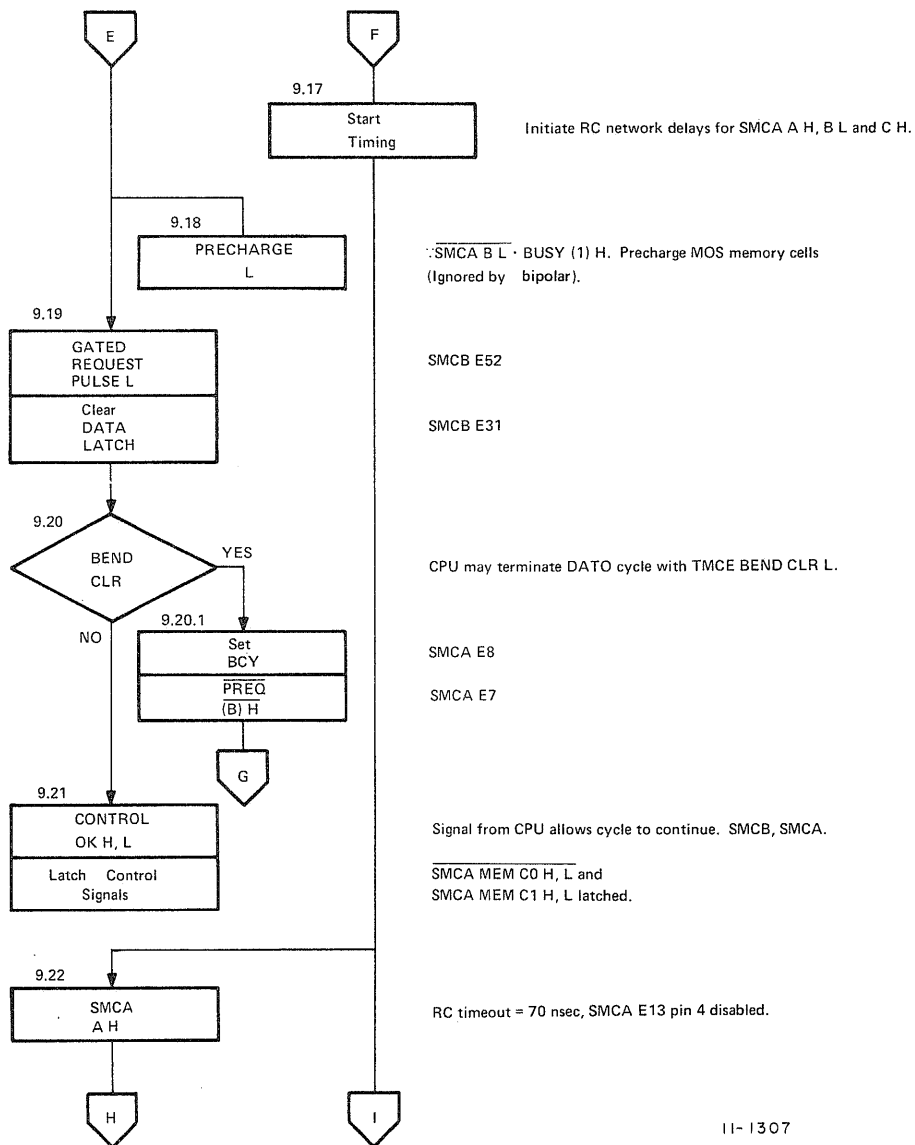 E
F
9.17
Start
Timing
Initiate RC network delays for SMCA A H, B L and C H.
9.18
PRECHARGE
L
∵SMCA B L · BUSY (1) H. Precharge MOS memory cells
(Ignored by bipolar).
9.19
GATED
REQUEST
PULSE L
SMCB E52
Clear
DATA
LATCH
SMCB E31
9.20
BEND
CLR
YES
NO
CPU may terminate DATO cycle with TMCE BEND CLR L.
9.20.1
Set
BCY
SMCA E8
PREQ
(B) H
SMCA E7
G
9.21
CONTROL
OK H, L
Signal from CPU allows cycle to continue. SMCB, SMCA.
Latch Control
Signals
SMCA MEM C0 H, L and
SMCA MEM C1 H, L latched.
9.22
SMCA
A H
RC timeout = 70 nsec, SMCA E13 pin 4 disabled.
H
I
11-1307